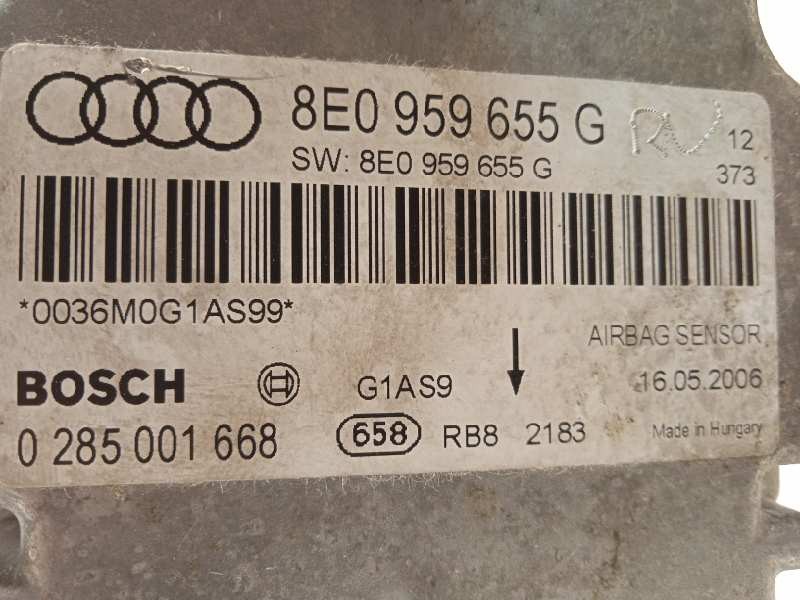 8E0 959 655 G
RW 12
SW: 8E0 959 655 G
373
*0036M0G1AS99*
AIRBAG SENSOR
BOSCH G1AS9 16.05.2006
0 285 001 668 658 RB8 2183 Made in Hungary